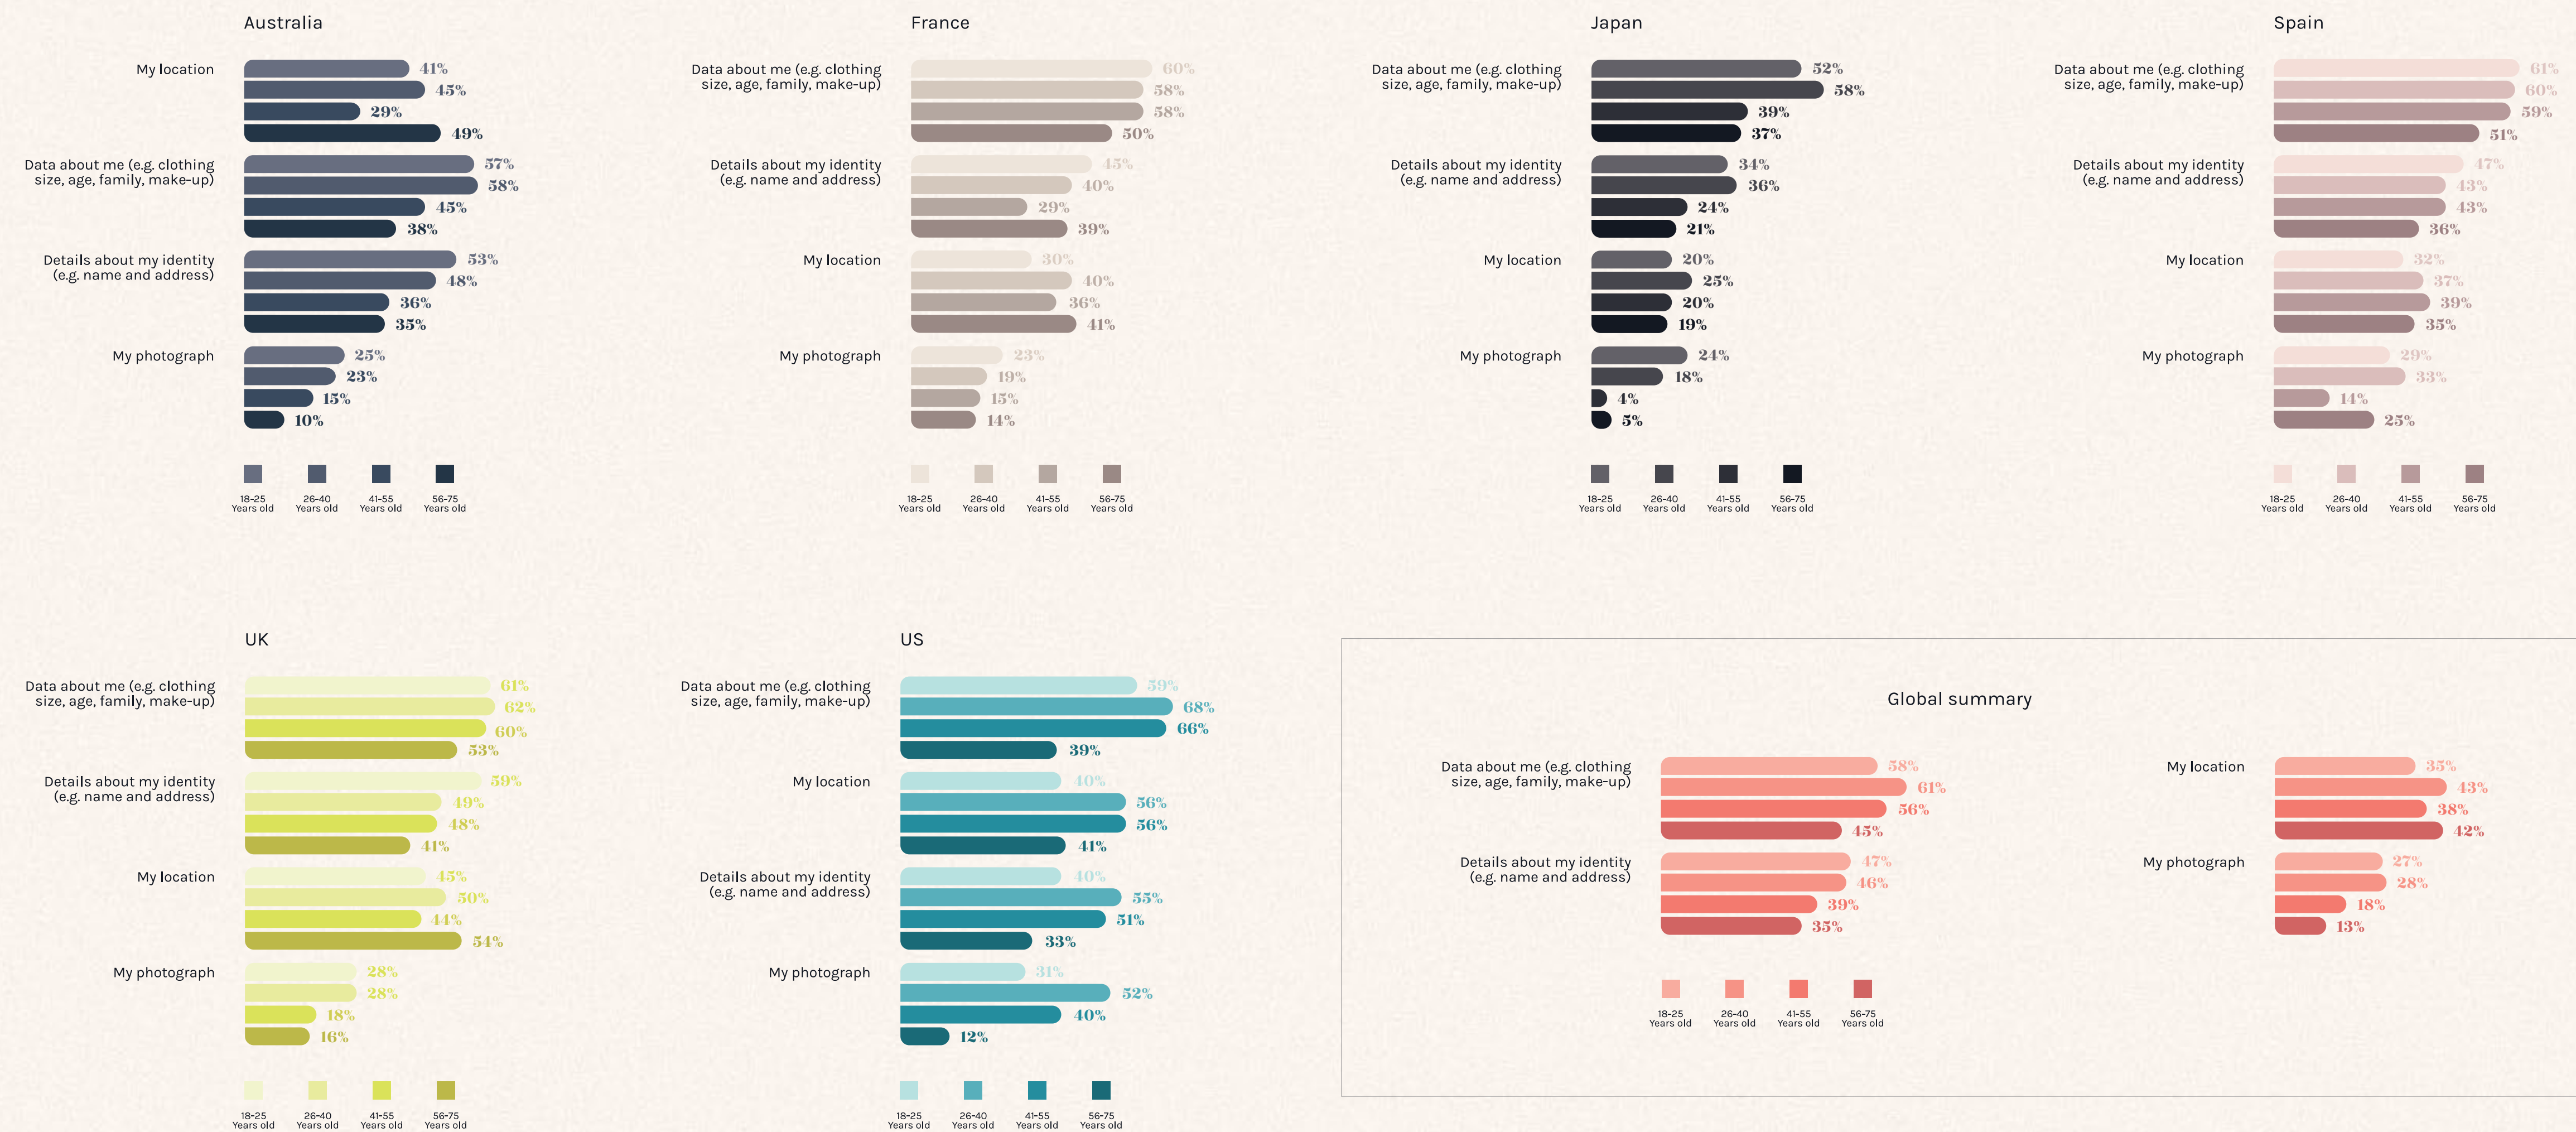 Australia
My location
41%
45%
29%
49%
Data about me (e.g. clothing
size, age, family, make-up)
57%
58%
45%
38%
Details about my identity
(e.g. name and address)
53%
48%
36%
35%
My photograph
25%
23%
15%
10%
18-25
Years old
26-40
Years old
41-55
Years old
56-75
Years old
France
Data about me (e.g. clothing
size, age, family, make-up)
60%
58%
58%
50%
Details about my identity
(e.g. name and address)
45%
40%
29%
39%
My location
30%
40%
36%
41%
My photograph
23%
19%
15%
14%
18-25
Years old
26-40
Years old
41-55
Years old
56-75
Years old
Japan
Data about me (e.g. clothing
size, age, family, make-up)
52%
58%
39%
37%
Details about my identity
(e.g. name and address)
34%
36%
24%
21%
My location
20%
25%
20%
19%
My photograph
24%
18%
4%
5%
18-25
Years old
26-40
Years old
41-55
Years old
56-75
Years old
Spain
Data about me (e.g. clothing
size, age, family, make-up)
61%
60%
59%
51%
Details about my identity
(e.g. name and address)
47%
43%
43%
36%
My location
32%
37%
39%
35%
My photograph
29%
33%
14%
25%
18-25
Years old
26-40
Years old
41-55
Years old
56-75
Years old
UK
Data about me (e.g. clothing
size, age, family, make-up)
61%
62%
60%
53%
Details about my identity
(e.g. name and address)
59%
49%
48%
41%
My location
45%
50%
44%
54%
My photograph
28%
28%
18%
16%
18-25
Years old
26-40
Years old
41-55
Years old
56-75
Years old
US
Data about me (e.g. clothing
size, age, family, make-up)
59%
68%
66%
39%
My location
40%
56%
56%
41%
Details about my identity
(e.g. name and address)
40%
55%
51%
33%
My photograph
31%
52%
40%
12%
18-25
Years old
26-40
Years old
41-55
Years old
56-75
Years old
Global summary
Data about me (e.g. clothing
size, age, family, make-up)
58%
61%
56%
45%
Details about my identity
(e.g. name and address)
47%
46%
39%
35%
My location
35%
43%
38%
42%
My photograph
27%
28%
18%
13%
18-25
Years old
26-40
Years old
41-55
Years old
56-75
Years old